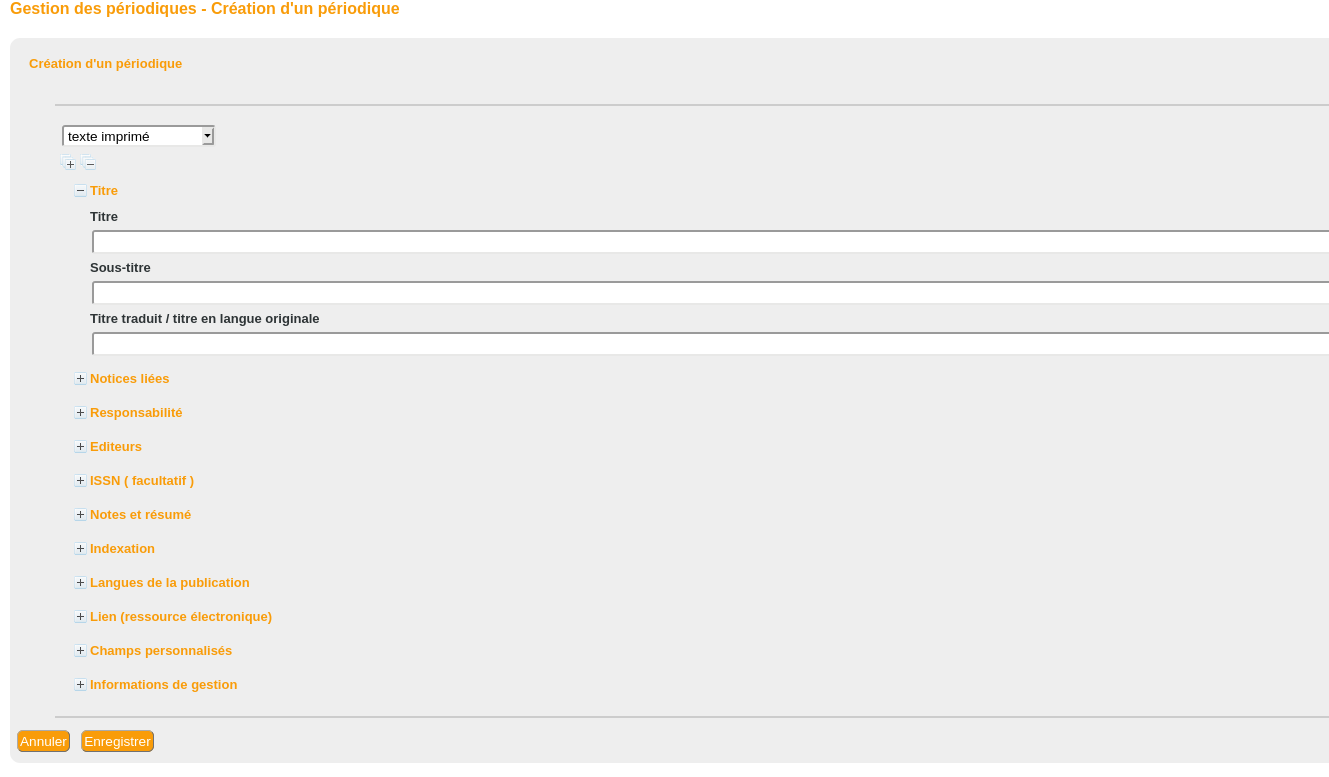 Gestion des périodiques - Création d'un périodique
Création d'un périodique
texte imprimé
Titre
Titre
Sous-titre
Titre traduit / titre en langue originale
Notices liées
Responsabilité
Editeurs
ISSN ( facultatif )
Notes et résumé
Indexation
Langues de la publication
Lien (ressource électronique)
Champs personnalisés
Informations de gestion
Annuler Enregistrer